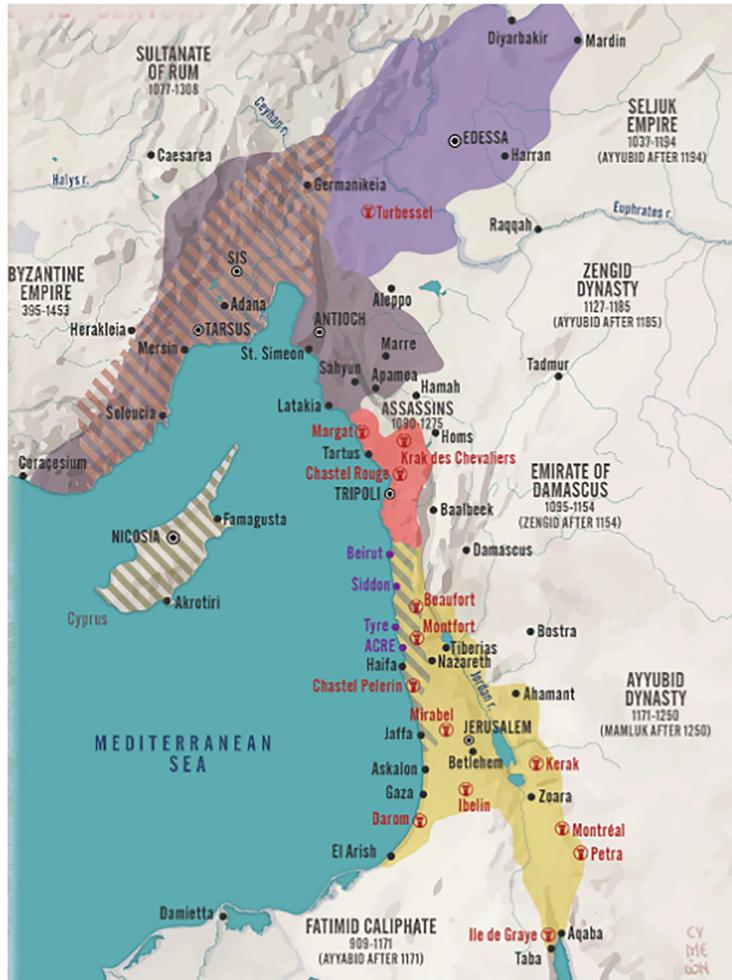 Diyarbakir
Mardin
SULTANATE
OF RUM
1077-1308
Ceyhan r.
SELJUK
EMPIRE
1037-1194
(AYYUBID AFTER 1194)
EDESSA
Caesarea
Harran
Halys r.
Germanikeia
Turbessel
Euphrates r.
Raqqah
SIS
BYZANTINE
EMPIRE
395-1453
ZENGID
DYNASTY
1127-1185
(AYYUBID AFTER 1185)
Aleppo
Adana
Herakleia
TARSUS
ANTIOCH
Mersin
St. Simeon
Marre
Sahyun
Apamea
Tadmur
Hamah
Latakia
ASSASSINS
1090-1275
Seleucia
Margat
Homs
Tartus
Krak des Chevaliers
Coraçesium
Chastel Rouge
TRIPOLI
EMIRATE OF
DAMASCUS
1095-1154
(ZENGID AFTER 1154)
Baalbeek
Famagusta
NICOSIA
Beirut
Damascus
Siddon
Akrotiri
Beaufort
Cyprus
Tyre
Montfort
Bostra
ACRE
Tiberias
Haifa
Nazareth
Jordan r.
Chastel Pelerin
Ahamant
AYYUBID
DYNASTY
1171-1250
(MAMLUK AFTER 1250)
Mirabel
JERUSALEM
Jaffa
MEDITERRANEAN
SEA
Betlehem
Kerak
Askalon
Gaza
Ibelin
Zoara
Darom
Montréal
El Arish
Petra
Damietta
FATIMID CALIPHATE
909-1171
(AYYABID AFTER 1171)
Ile de Graye
Aqaba
Taba